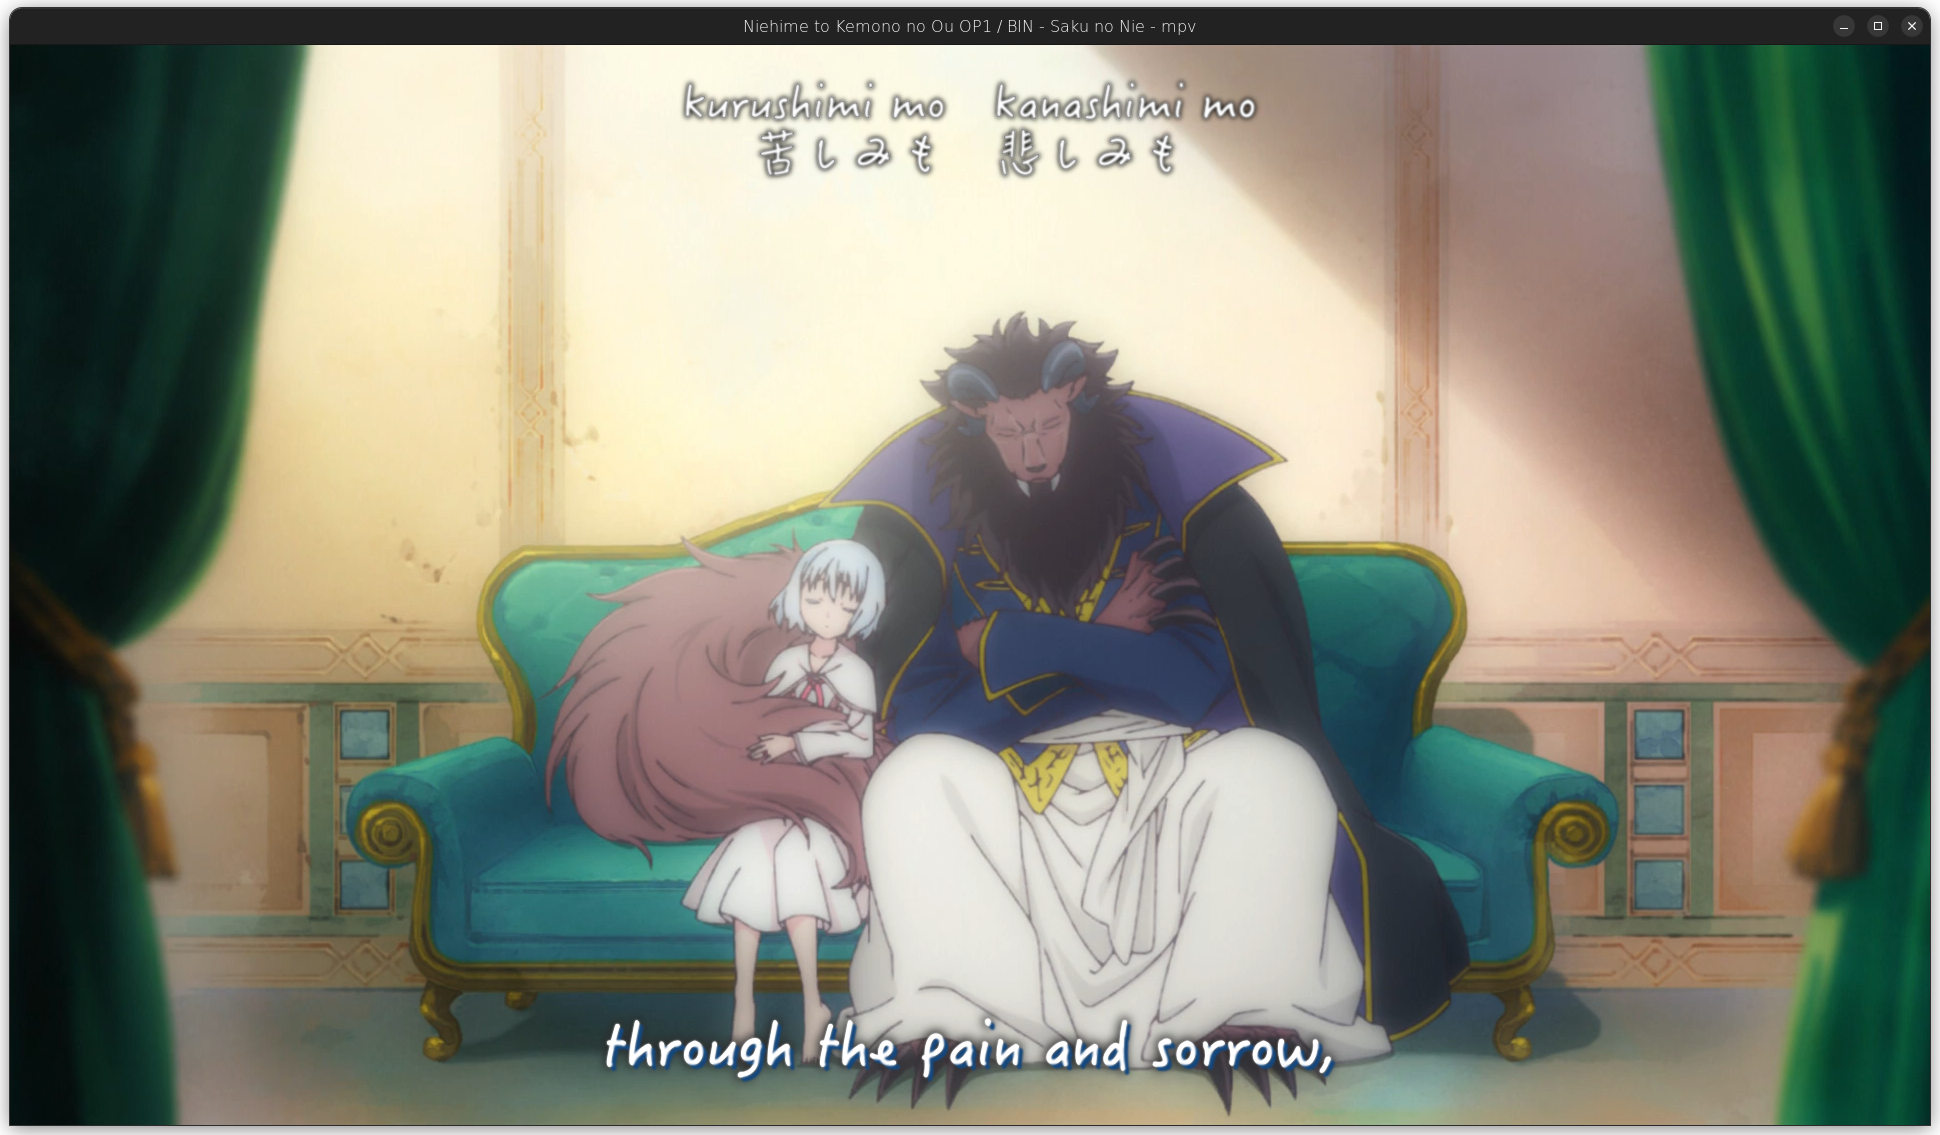 Niehime to Kemono no Ou OP1 / BIN - Saku no Nie - mpv
kurushimi mo kanashimi mo
苦しみも 悲しみも
through the pain and sorrow,